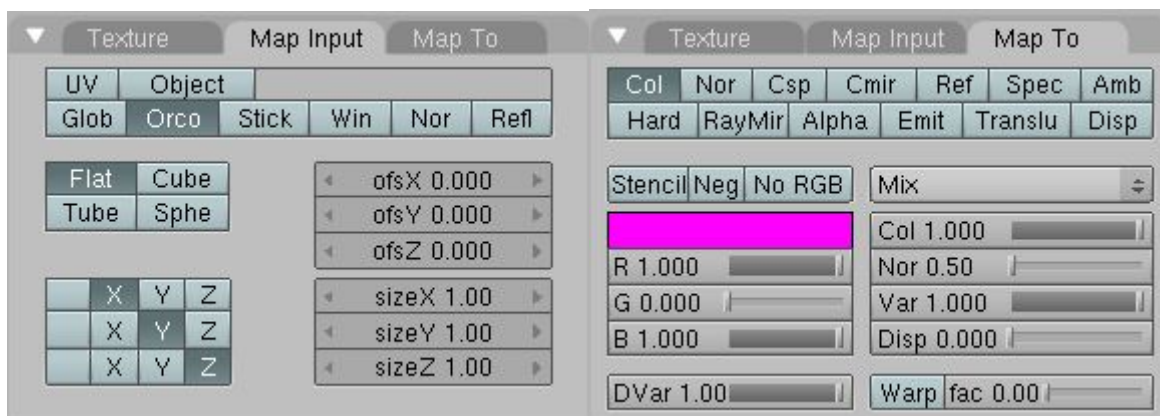 Texture Map Input Map To
UV Object
Glob Orco Stick Win Nor Refl
Flat Cube
Tube Sphe
ofsX 0.000
ofsY 0.000
ofsZ 0.000
X Y Z
X Y Z
X Y Z
sizeX 1.00
sizeY 1.00
sizeZ 1.00
Texture Map Input Map To
Col Nor Csp Cmir Ref Spec Amb
Hard RayMir Alpha Emit Translu Disp
Stencil Neg No RGB
R 1.000
G 0.000
B 1.000
DVar 1.00
Mix
Col 1.000
Nor 0.50
Var 1.000
Disp 0.000
Warp fac 0.00